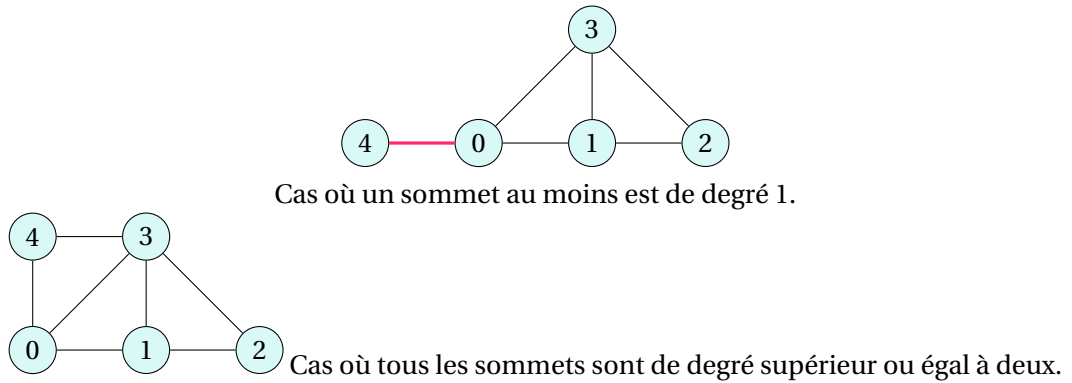 3
4 0 1 2
Cas où un sommet au moins est de degré 1.
4 3
0 1 2 Cas où tous les sommets sont de degré supérieur ou égal à deux.